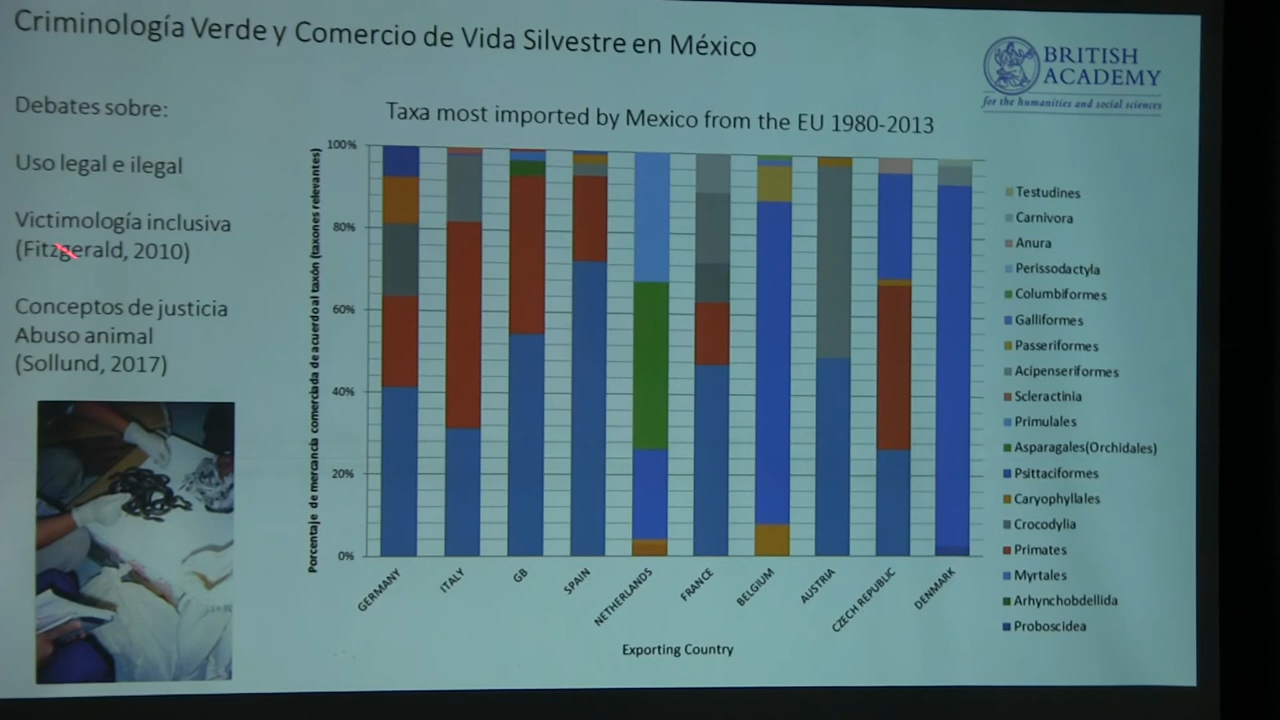 Criminología Verde y Comercio de Vida Silvestre en México
BRITISH
ACADEMY
for the humanities and social sciences
Debates sobre:
Uso legal e ilegal
Victimología inclusiva
(Fitzgerald, 2010)
Conceptos de justicia
Abuso animal
(Sollund, 2017)
Taxa most imported by Mexico from the EU 1980-2013
Porcentaje de mercancía comerciada de acuerdo al taxón (taxones relevantes)
100%
80%
60%
40%
20%
0%
GERMANY
ITALY
GB
SPAIN
NETHERLANDS
FRANCE
BELGIUM
AUSTRIA
CZECH REPUBLIC
DENMARK
Exporting Country
Testudines
Carnivora
Anura
Perissodactyla
Columbiformes
Galliformes
Passeriformes
Acipenseriformes
Scleractinia
Primulales
Asparagales(Orchidales)
Psittaciformes
Caryophyllales
Crocodylia
Primates
Myrtales
Arhynchobdellida
Proboscidea